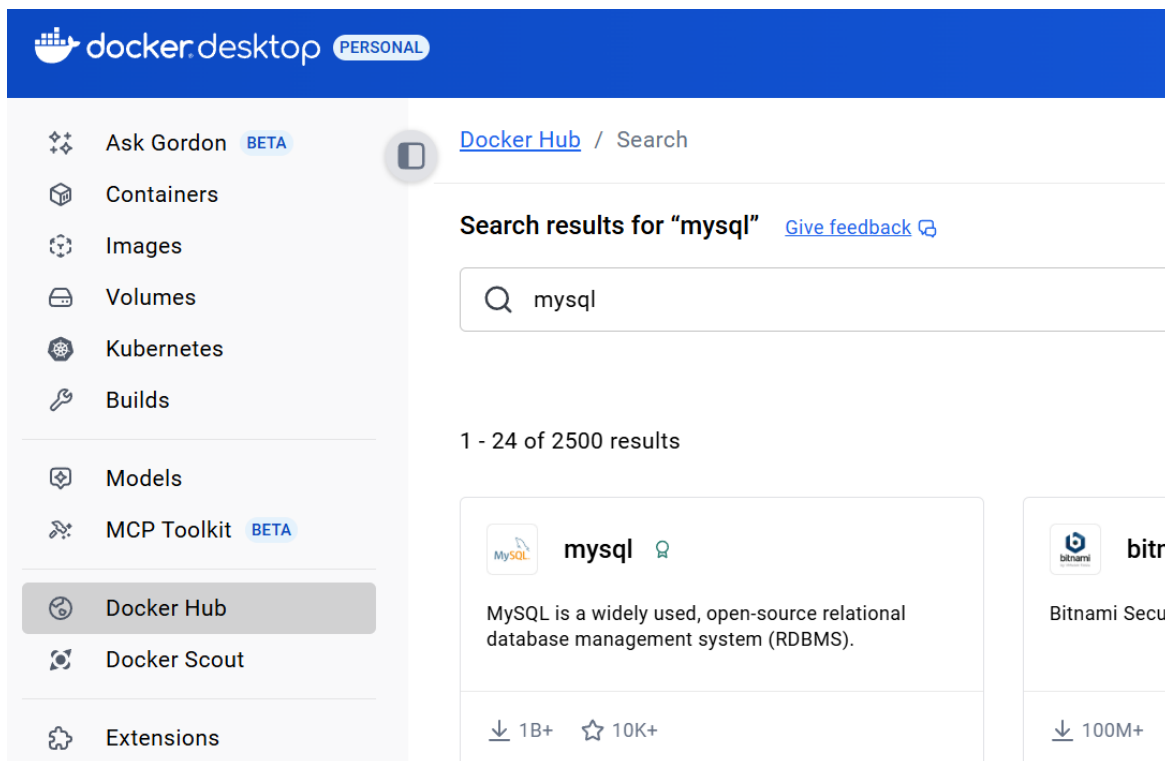 docker.desktop PERSONAL
Ask Gordon BETA
Containers
Images
Volumes
Kubernetes
Builds
Models
MCP Toolkit BETA
Docker Hub
Docker Scout
Extensions
Docker Hub / Search
Search results for “mysql” Give feedback
mysql
1 - 24 of 2500 results
MySQL
mysql
MySQL is a widely used, open-source relational
database management system (RDBMS).
1B+ 10K+
bitnami
bitn
Bitnami Secu
100M+